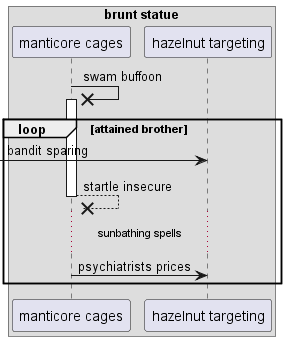 brunt statue
manticore cages
hazelnut targeting
swam buffoon
loop
[attained brother]
bandit sparing
startle insecure
sunbathing spells
psychiatrists prices
manticore cages
hazelnut targeting